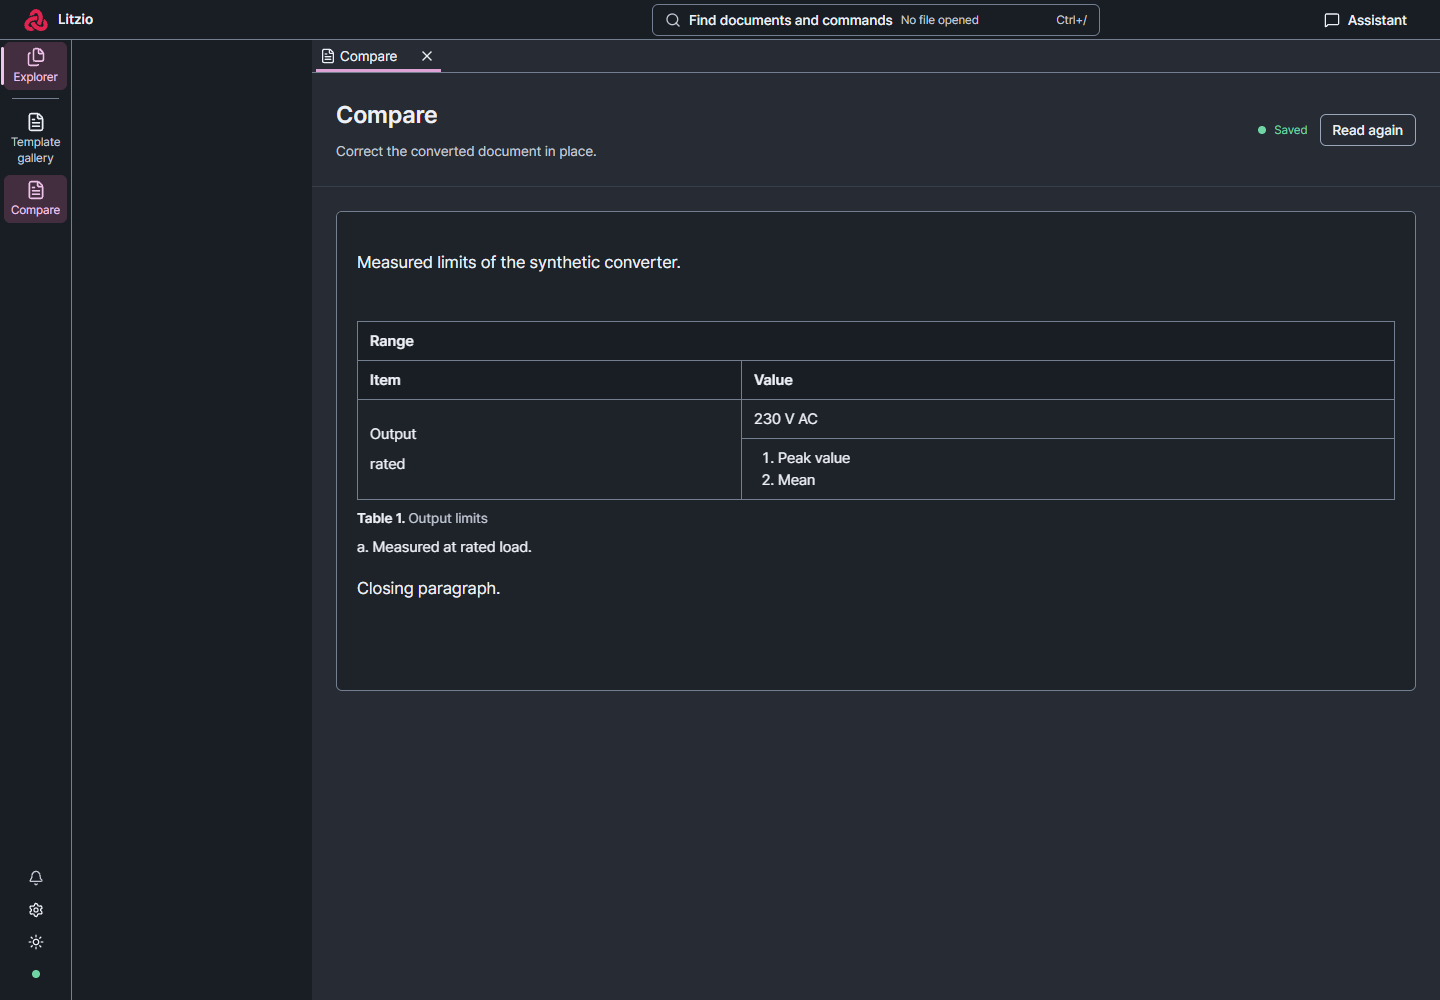 Litzio
Find documents and commands No file opened Ctrl+/
Assistant
Explorer
Template
gallery
Compare
Compare
Compare
Correct the converted document in place.
Saved
Read again
Measured limits of the synthetic converter.
Range
Item Value
Output
rated
230 V AC
1. Peak value
2. Mean
Table 1. Output limits
a. Measured at rated load.
Closing paragraph.